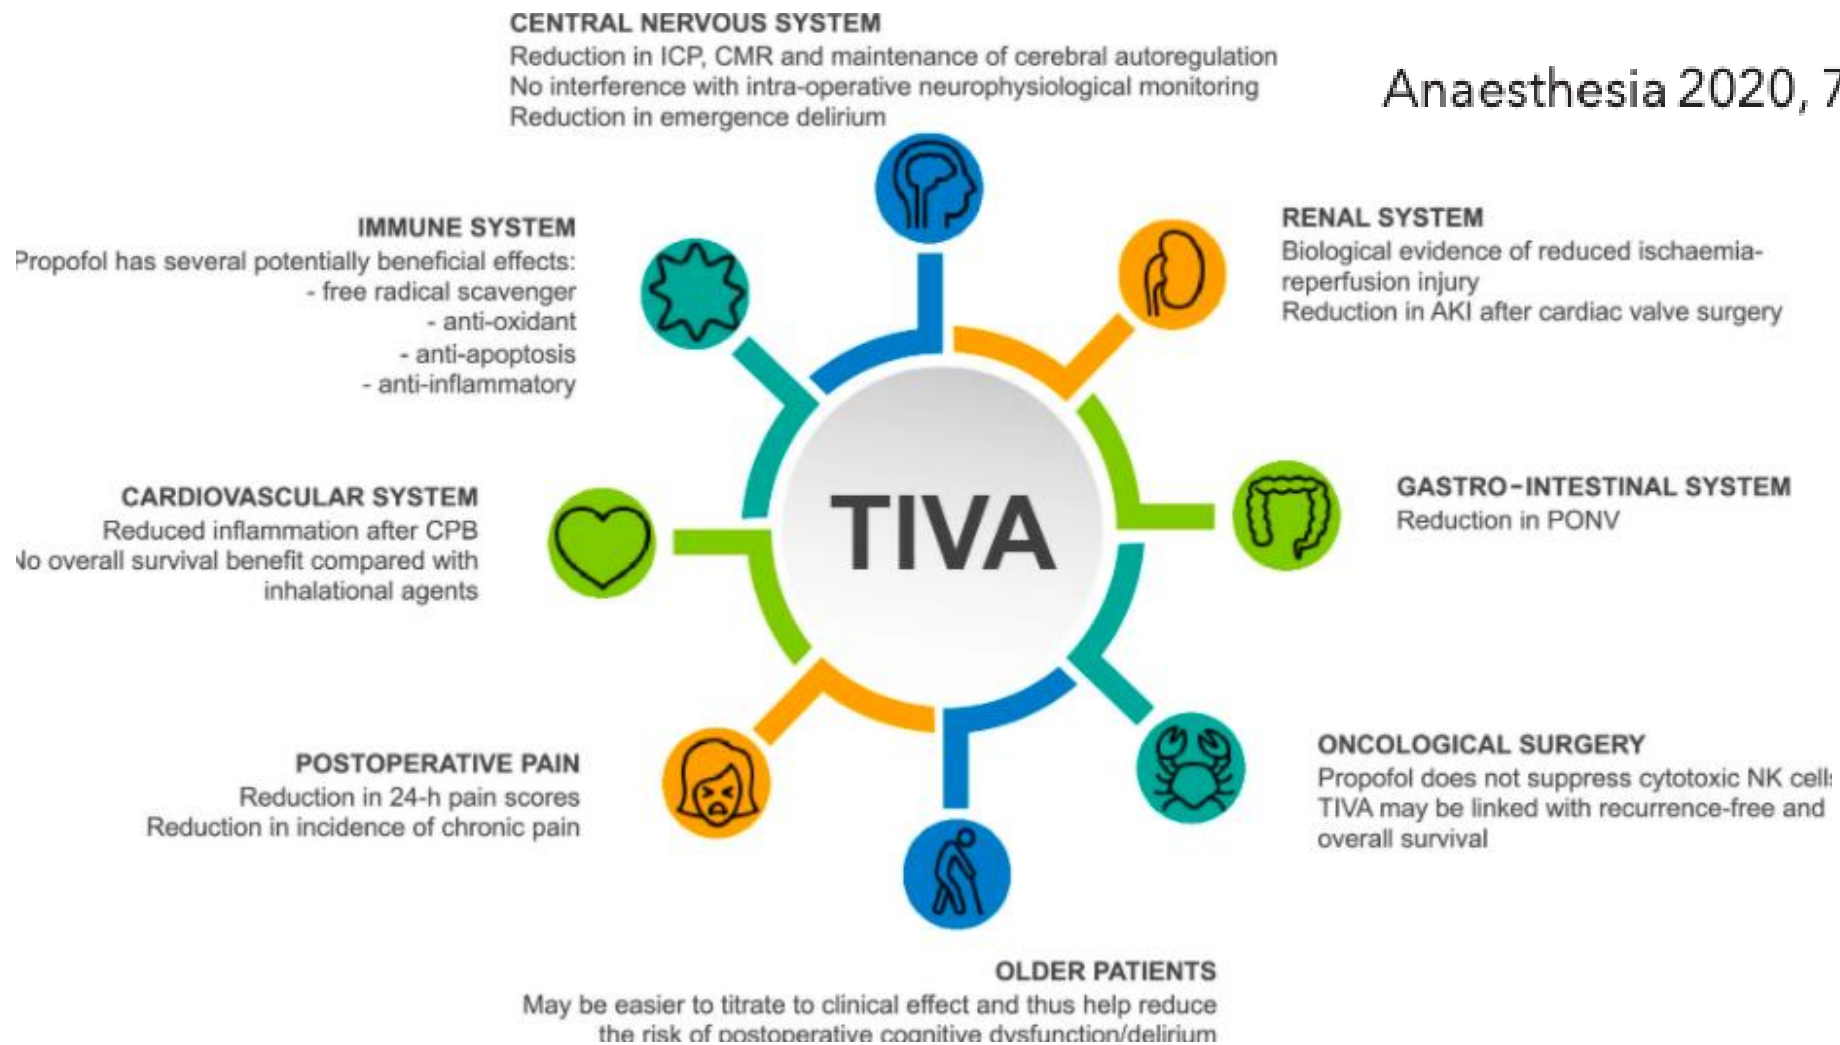 CENTRAL NERVOUS SYSTEM
Reduction in ICP, CMR and maintenance of cerebral autoregulation
No interference with intra-operative neurophysiological monitoring
Reduction in emergence delirium
Anaesthesia 2020, 7
IMMUNE SYSTEM
Propofol has several potentially beneficial effects:
- free radical scavenger
- anti-oxidant
- anti-apoptosis
- anti-inflammatory
RENAL SYSTEM
Biological evidence of reduced ischaemia-
reperfusion injury
Reduction in AKI after cardiac valve surgery
CARDIOVASCULAR SYSTEM
Reduced inflammation after CPB
No overall survival benefit compared with
inhalational agents
TIVA
GASTRO-INTESTINAL SYSTEM
Reduction in PONV
POSTOPERATIVE PAIN
Reduction in 24-h pain scores
Reduction in incidence of chronic pain
ONCOLOGICAL SURGERY
Propofol does not suppress cytotoxic NK cells
TIVA may be linked with recurrence-free and
overall survival
OLDER PATIENTS
May be easier to titrate to clinical effect and thus help reduce
the risk of postoperative cognitive dysfunction/delirium